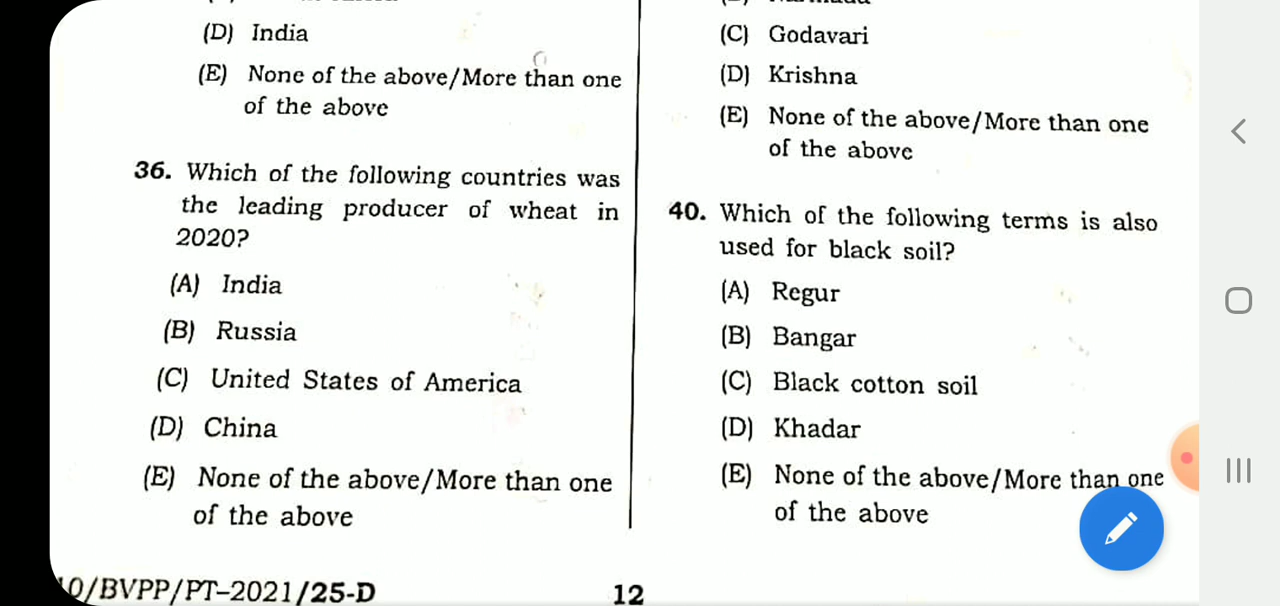 (D) India
(E) None of the above/More than one
of the above
36. Which of the following countries was
the leading producer of wheat in
2020?
(A) India
(B) Russia
(C) United States of America
(D) China
(E) None of the above/More than one
of the above
(C) Godavari
(D) Krishna
(E) None of the above/More than one
of the above
40. Which of the following terms is also
used for black soil?
(A) Regur
(B) Bangar
(C) Black cotton soil
(D) Khadar
(E) None of the above/More than one
of the above
0/BVPP/PT–2021/25-D
12